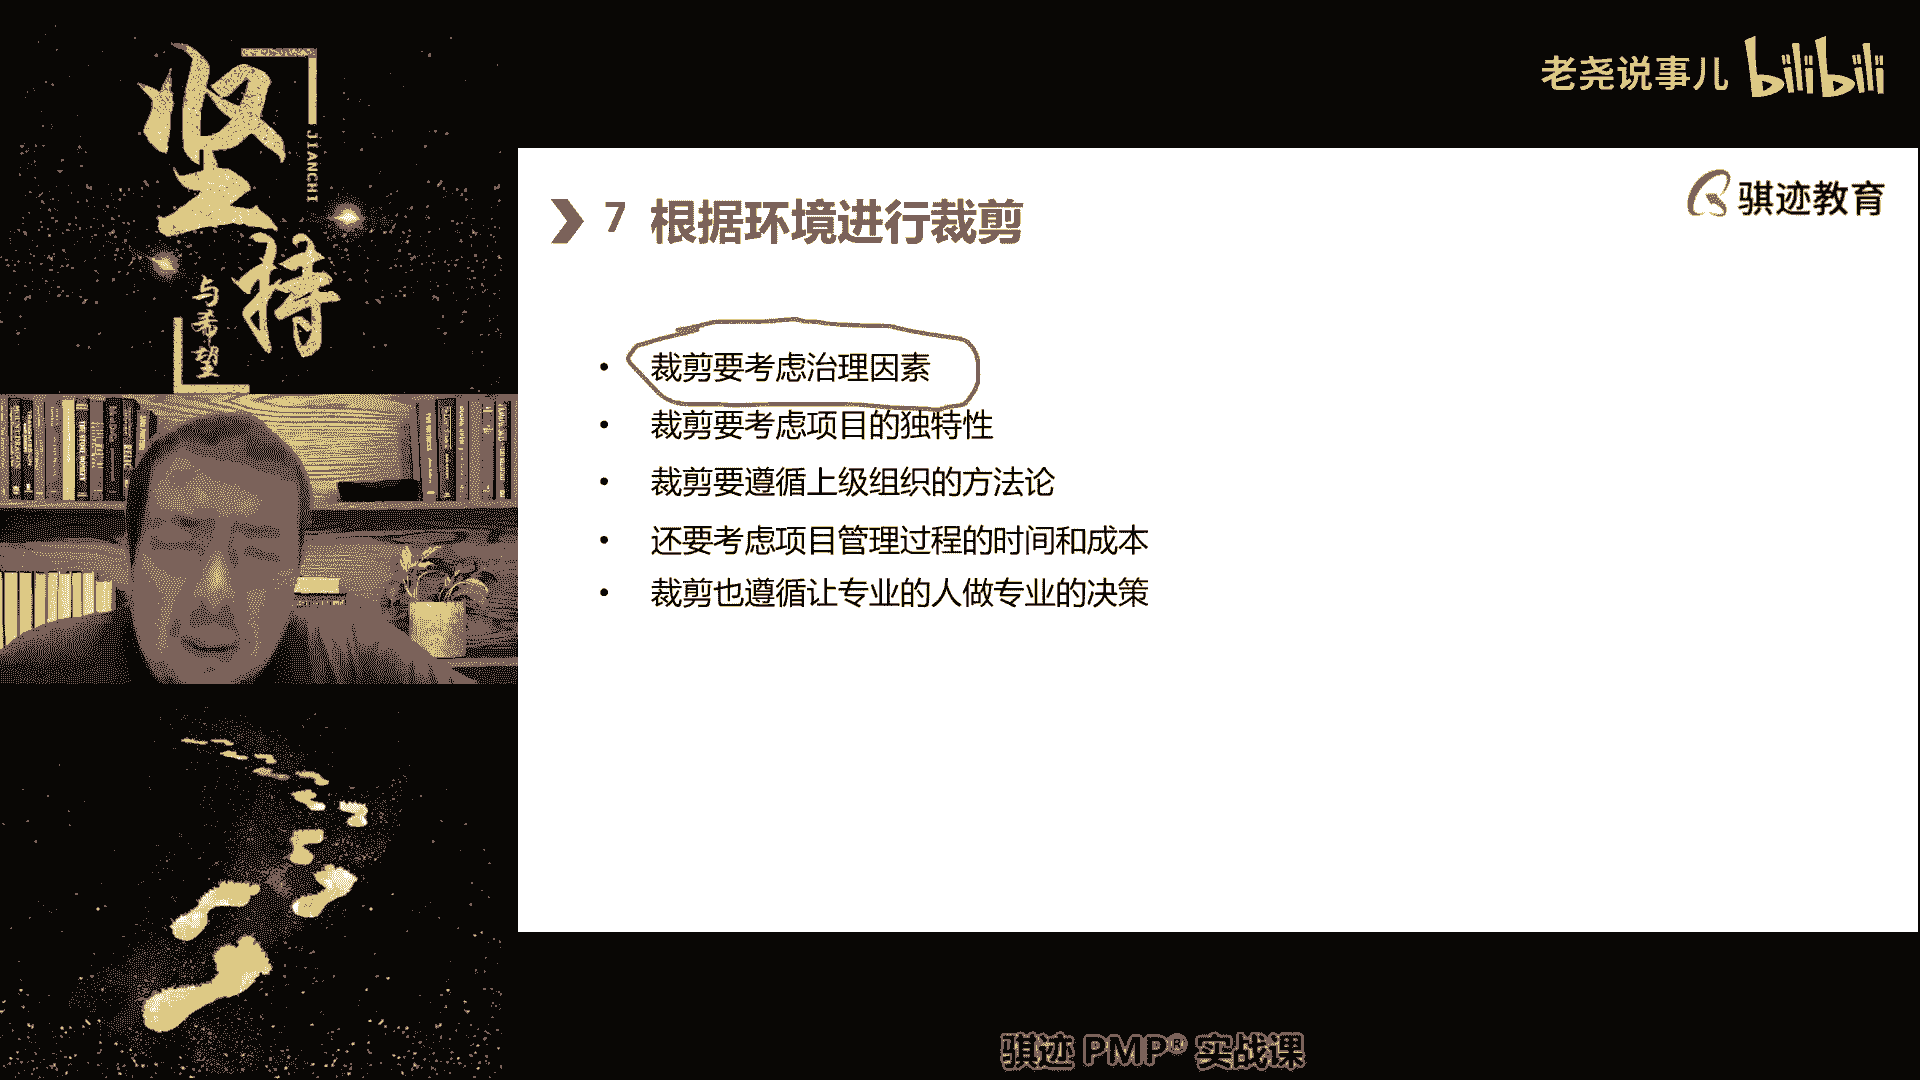 坚持
JIANCHI
与希望
老尧说事儿 bilibili
骐迹教育
7 根据环境进行裁剪
• 裁剪要考虑治理因素
• 裁剪要考虑项目的独特性
• 裁剪要遵循上级组织的方法论
• 还要考虑项目管理过程的时间和成本
• 裁剪也遵循让专业的人做专业的决策
骐迹 PMP® 实战课